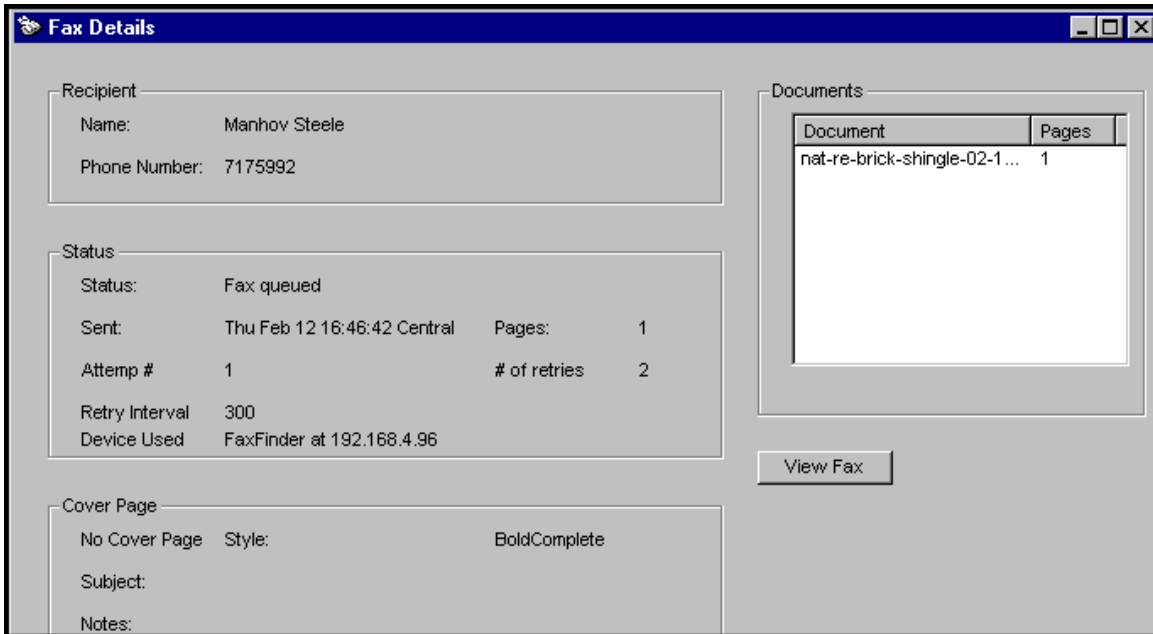 Fax Details
Recipient
Name: Manhov Steele
Phone Number: 7175992
Status
Status: Fax queued
Sent: Thu Feb 12 16:46:42 Central Pages: 1
Attemp # 1 # of retries 2
Retry Interval 300
Device Used FaxFinder at 192.168.4.96
Cover Page
No Cover Page Style: BoldComplete
Subject:
Notes:
Documents
Document Pages
nat-re-brick-shingle-02-1... 1
View Fax